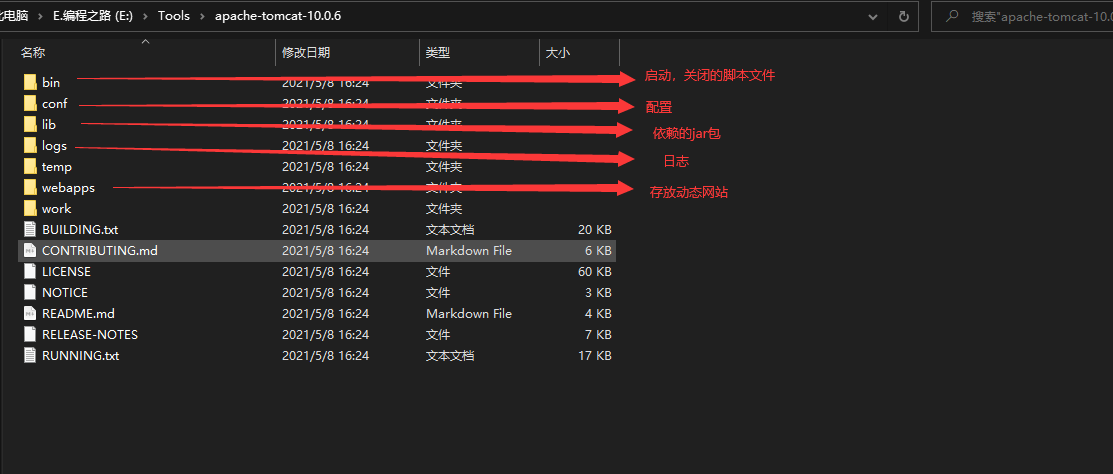 此电脑 › E.编程之路 (E:) › Tools › apache-tomcat-10.0.6
搜索"apache-tomcat-10.0
名称 修改日期 类型 大小
bin 2021/5/8 16:24 文件夹 启动，关闭的脚本文件
conf 2021/5/8 16:24 文件夹 配置
lib 2021/5/8 16:24 文件夹 依赖的jar包
logs 2021/5/8 16:24 文件夹 日志
temp 2021/5/8 16:24 文件夹
webapps 2021/5/8 16:24 文件夹 存放动态网站
work 2021/5/8 16:24 文件夹
BUILDING.txt 2021/5/8 16:24 文本文档 20 KB
CONTRIBUTING.md 2021/5/8 16:24 Markdown File 6 KB
LICENSE 2021/5/8 16:24 文件 60 KB
NOTICE 2021/5/8 16:24 文件 3 KB
README.md 2021/5/8 16:24 Markdown File 4 KB
RELEASE-NOTES 2021/5/8 16:24 文件 7 KB
RUNNING.txt 2021/5/8 16:24 文本文档 17 KB